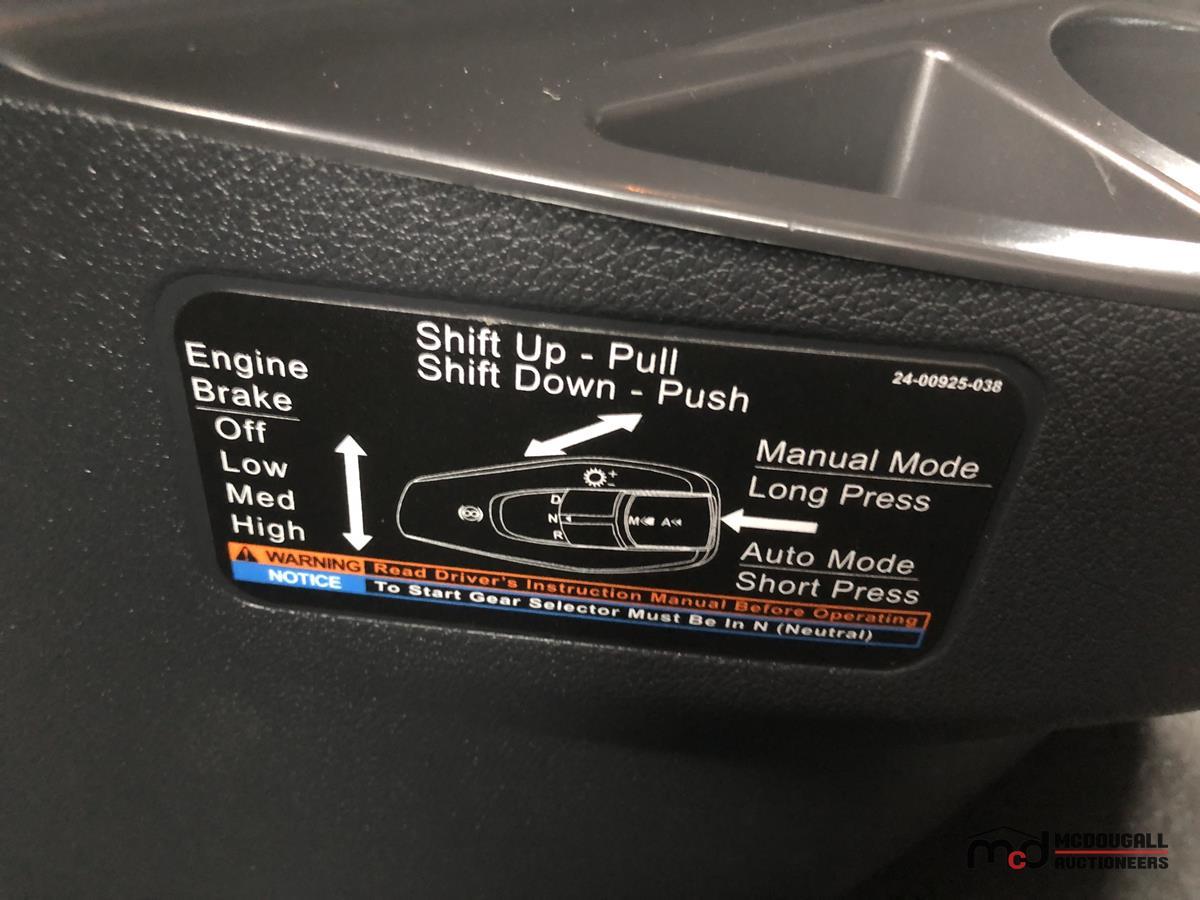 Shift Up - Pull
Shift Down - Push
24-00925-038
Engine
Brake
Off
Low
Med
High
+
-
D
N
R
M
A
Manual Mode
Long Press
Auto Mode
Short Press
WARNING Read Driver's Instruction Manual Before Operating
NOTICE To Start Gear Selector Must Be In N (Neutral)
mcd MCDOUGALL
AUCTIONEERS